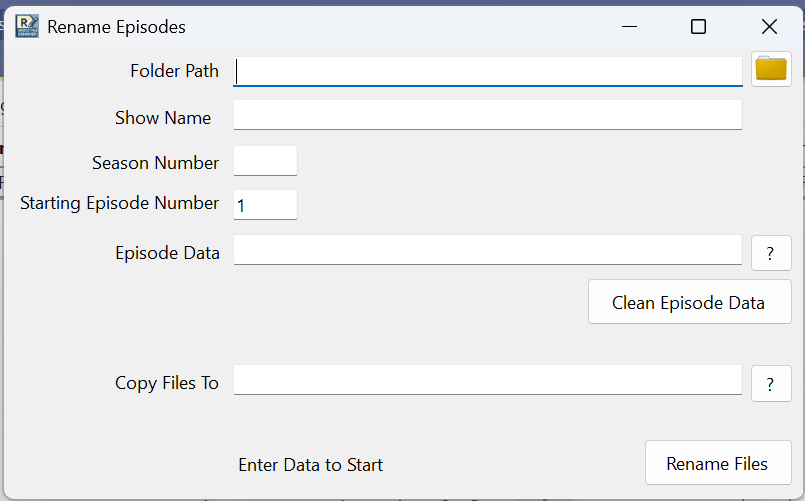 Rename Episodes
Folder Path
Show Name
Season Number
Starting Episode Number 1
Episode Data ?
Clean Episode Data
Copy Files To ?
Enter Data to Start Rename Files